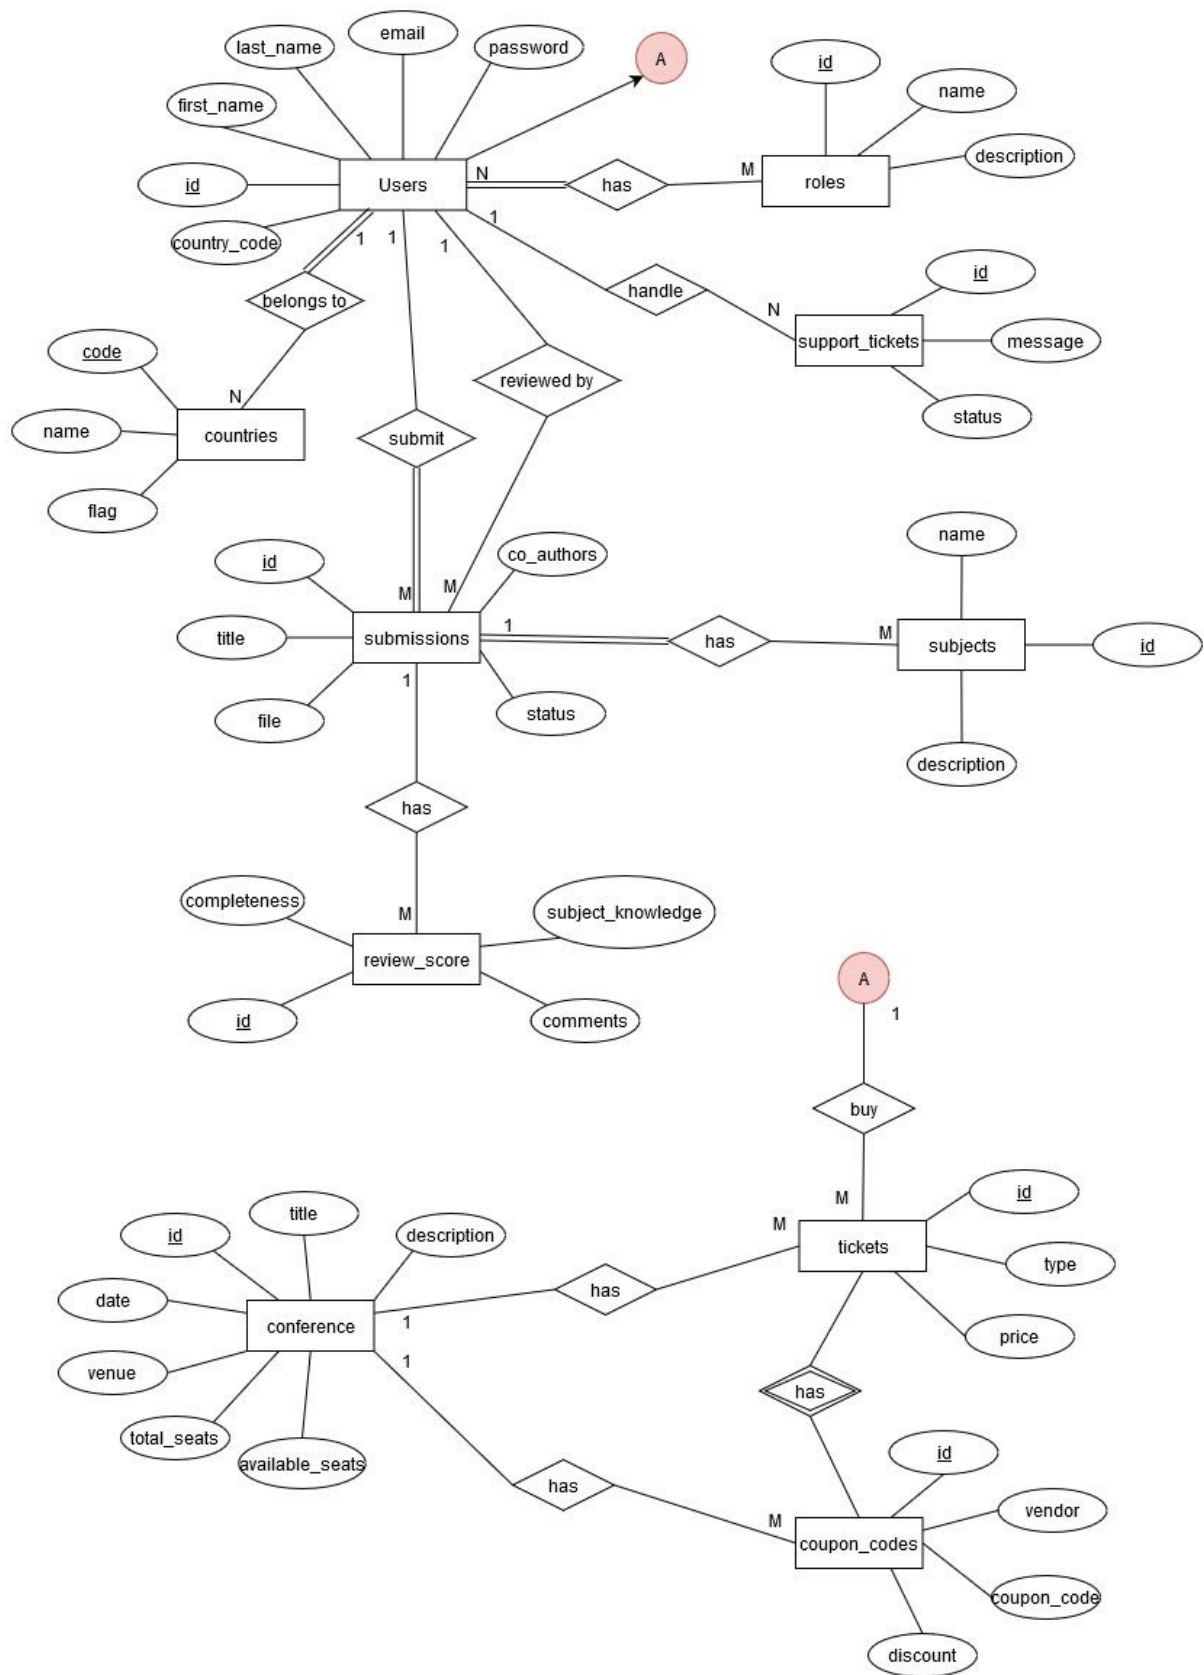 email
last_name
password
A
id
name
first_name
description
Users
N
has
M
roles
id
country_code
1
1
1
1
belongs to
handle
id
N
support_tickets
message
status
code
name
countries
N
flag
reviewed by
submit
name
co_authors
id
M
M
title
submissions
1
has
M
subjects
id
file
1
status
description
has
completeness
M
subject_knowledge
review_score
id
comments
A
1
buy
id
title
description
M
M
id
tickets
type
date
has
conference
1
price
venue
1
has
total_seats
available_seats
id
has
vendor
M
coupon_codes
coupon_code
discount